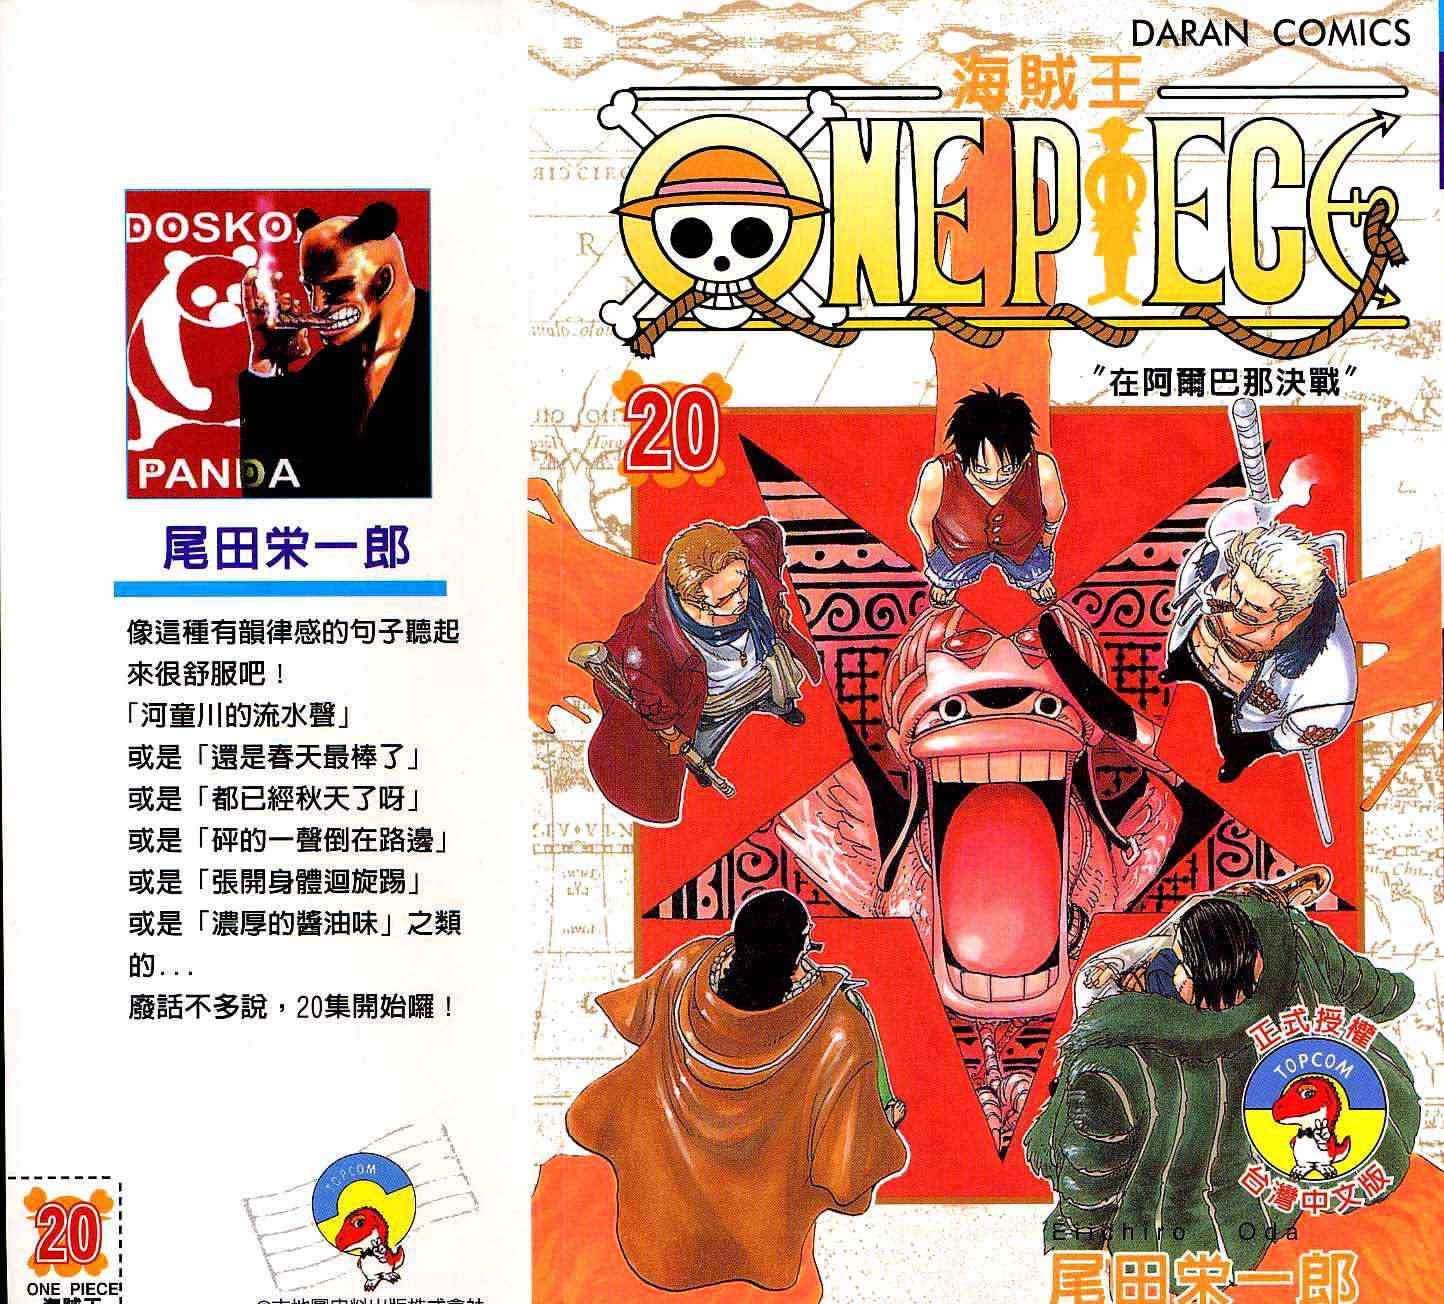 DOSKO
PANDA
尾田栄一郎
像這種有韻律感的句子聽起
來很舒服吧！
「河童川的流水聲」
或是「還是春天最棒了」
或是「都已經秋天了呀」
或是「砰的一聲倒在路邊」
或是「張開身體迴旋踢」
或是「濃厚的醬油味」之類
的...
廢話不多說，20集開始囉！
TOPCOM
20
ONE PIECE
海賊王
DARAN COMICS
海賊王
ONE PIECE
"在阿爾巴那決戰"
20
正式授權
TOPCOM
台灣中文版
Eiichiro Oda
尾田栄一郎